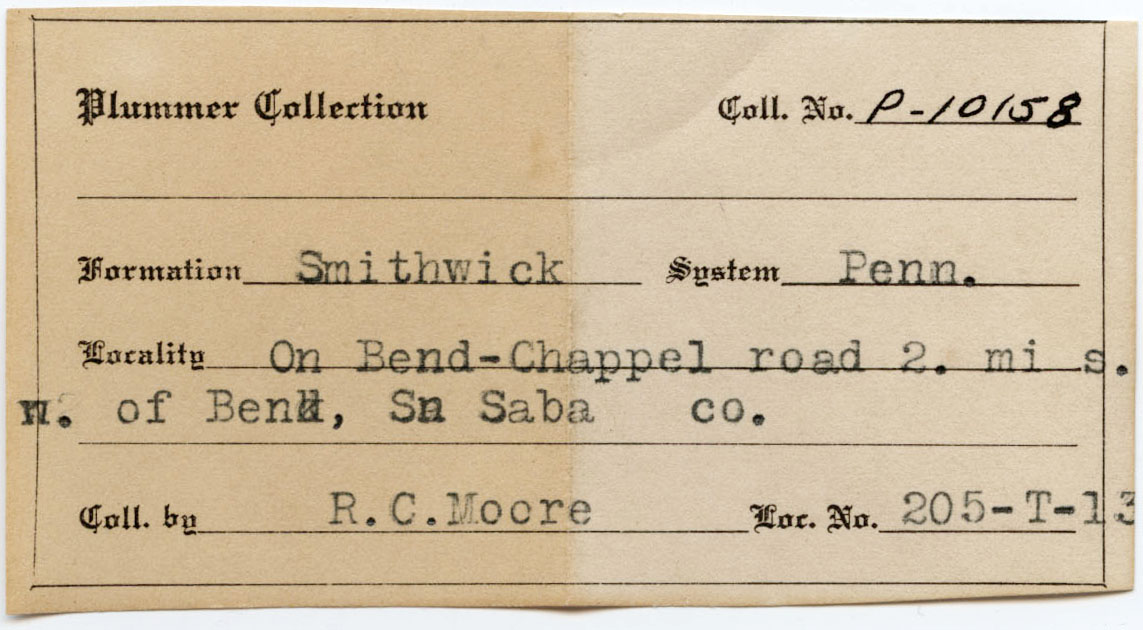 Plummer Collection Coll. No. P-10158
Formation Smithwick System Penn.
Locality On Bend-Chappel road 2. mi s.
w. of Bend, Sn Saba co.
Coll. by R.C.Moore Loc. No. 205-T-13